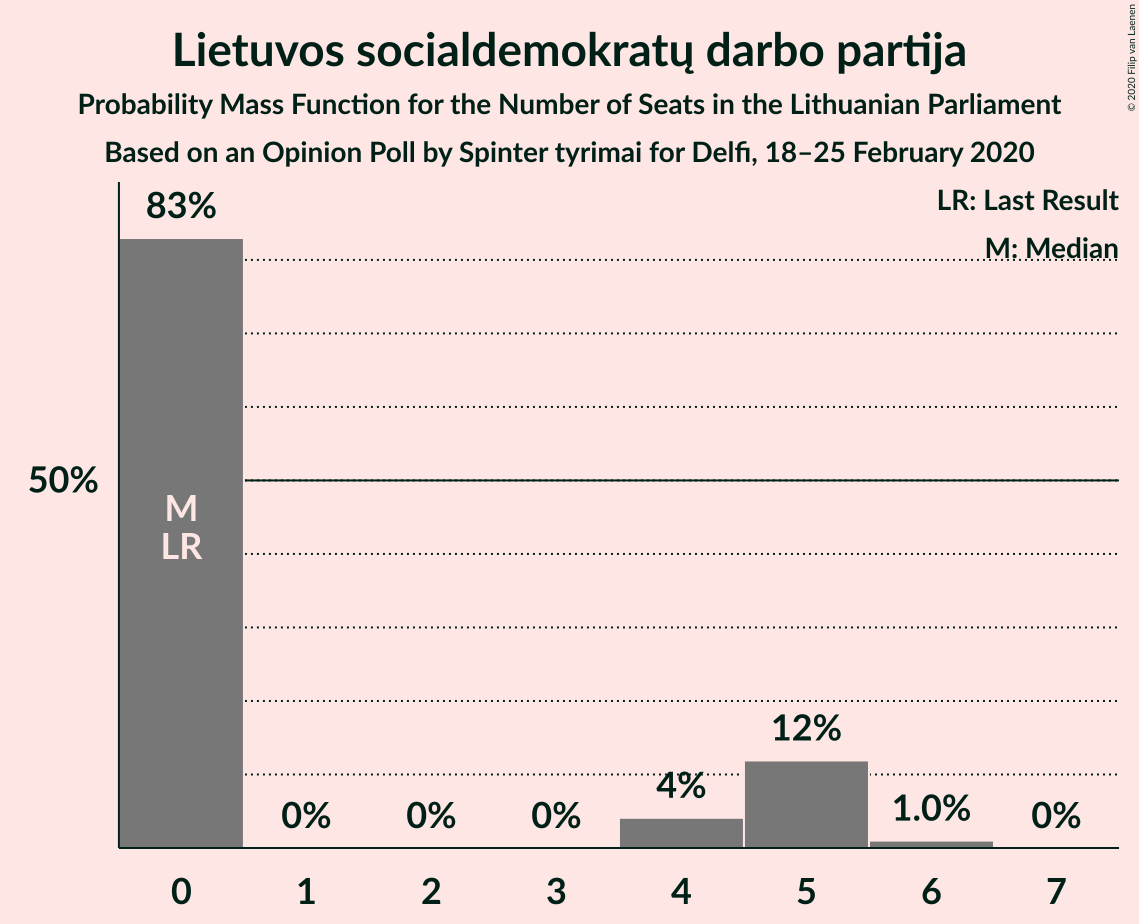 Lietuvos socialdemokratų darbo partija
Probability Mass Function for the Number of Seats in the Lithuanian Parliament
Based on an Opinion Poll by Spinter tyrimai for Delfi, 18–25 February 2020
© 2020 Filip van Laenen
LR: Last Result
M: Median
83%
50%
M
LR
0%
0%
0%
4%
12%
1.0%
0%
0
1
2
3
4
5
6
7